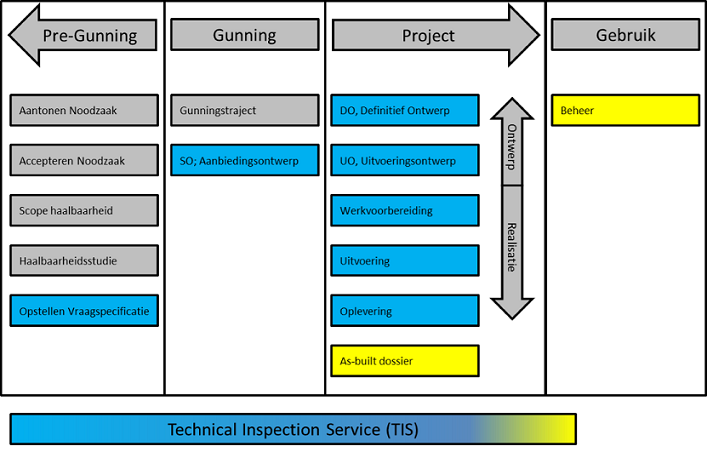 Pre-Gunning
Gunning
Project
Gebruik
Aantonen Noodzaak
Gunningstraject
DO, Definitief Ontwerp
Beheer
Accepteren Noodzaak
SO; Aanbiedingsontwerp
UO, Uitvoeringsontwerp
Ontwerp
Scope haalbaarheid
Werkvoorbereiding
Realisatie
Haalbaarheidsstudie
Uitvoering
Opstellen Vraagspecificatie
Oplevering
As-built dossier
Technical Inspection Service (TIS)